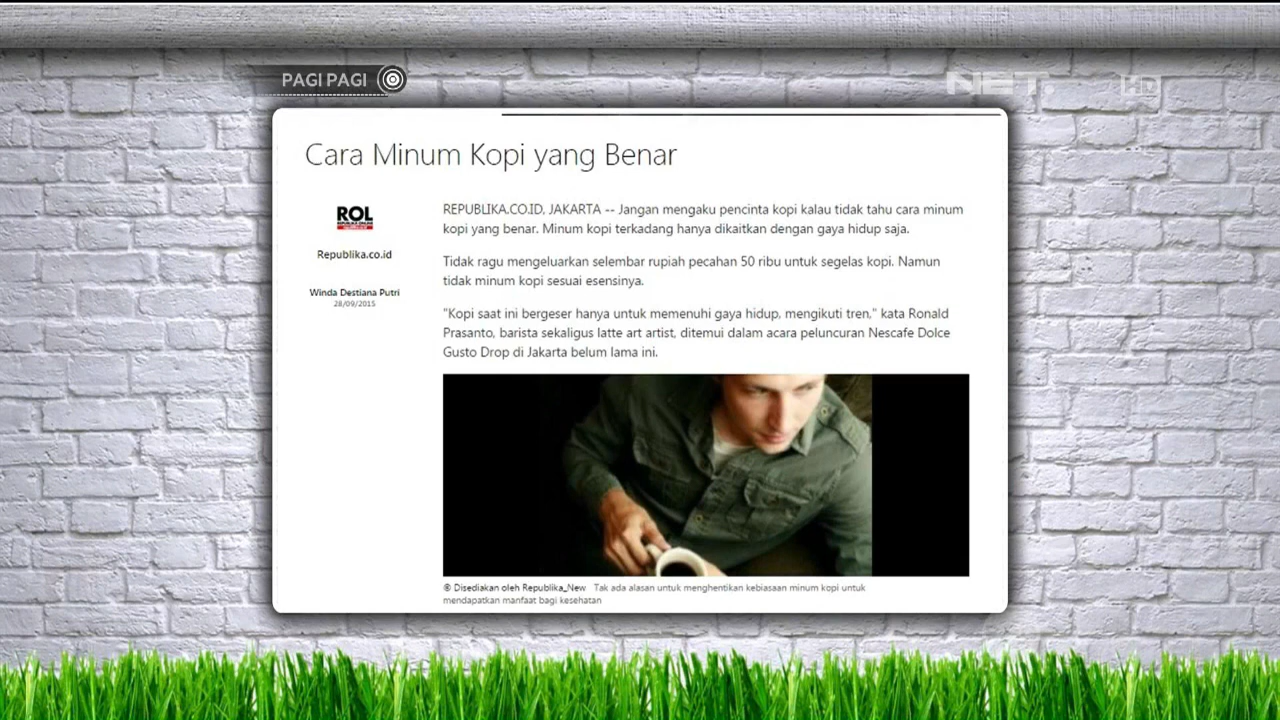 PAGI PAGI
NET.
HD
Cara Minum Kopi yang Benar
ROL
REPUBLIKA ONLINE
Republika.co.id
Winda Destiana Putri
28/09/2015
REPUBLIKA.CO.ID, JAKARTA -- Jangan mengaku pencinta kopi kalau tidak tahu cara minum
kopi yang benar. Minum kopi terkadang hanya dikaitkan dengan gaya hidup saja.
Tidak ragu mengeluarkan selembar rupiah pecahan 50 ribu untuk segelas kopi. Namun
tidak minum kopi sesuai esensinya.
"Kopi saat ini bergeser hanya untuk memenuhi gaya hidup, mengikuti tren," kata Ronald
Prasanto, barista sekaligus latte art artist, ditemui dalam acara peluncuran Nescafe Dolce
Gusto Drop di Jakarta belum lama ini.
® Disediakan oleh Republika_New Tak ada alasan untuk menghentikan kebiasaan minum kopi untuk
mendapatkan manfaat bagi kesehatan